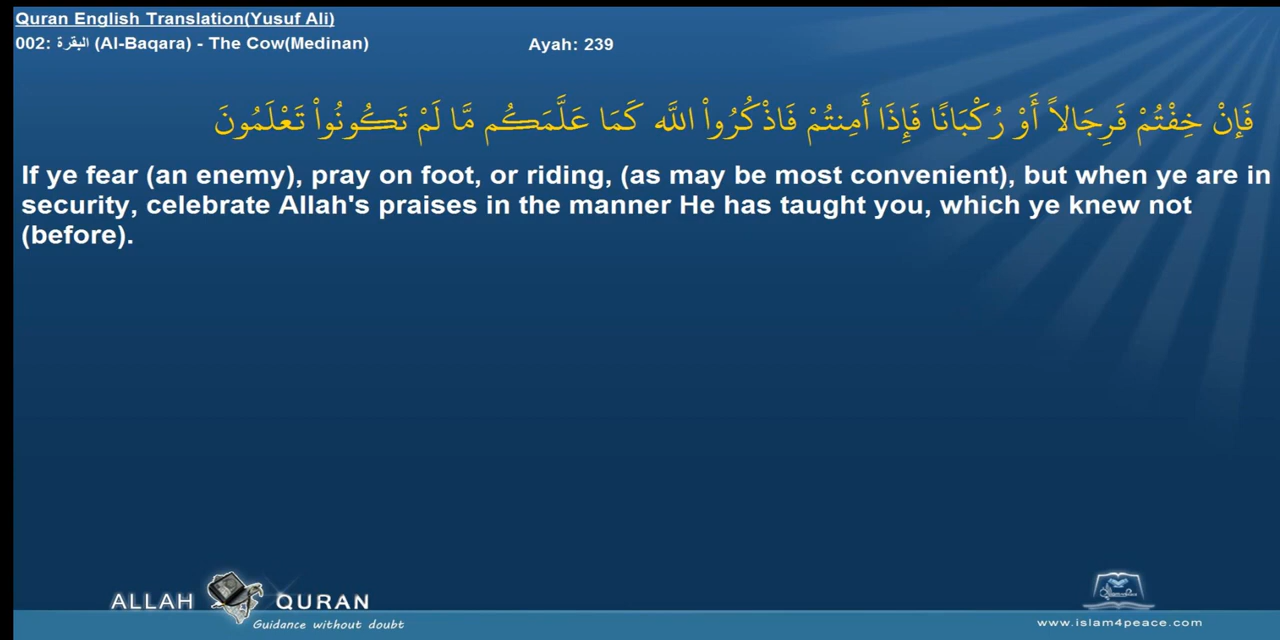 Quran English Translation(Yusuf Ali)
002: البقرة (Al-Baqara) - The Cow(Medinan)
Ayah: 239
فَإنْ خِفْتُمْ فَرِجَالاً أَوْ رُكْبَانًا فَإِذَا أَمِنتُمْ فَاذْكُرُواْ اللَّه كَمَا عَلَّمَكُم مَّا لَمْ تَكُونُواْ تَعْلَمُونَ
If ye fear (an enemy), pray on foot, or riding, (as may be most convenient), but when ye are in
security, celebrate Allah's praises in the manner He has taught you, which ye knew not
(before).
ALLAH QURAN
Guidance without doubt
www.islam4peace.com